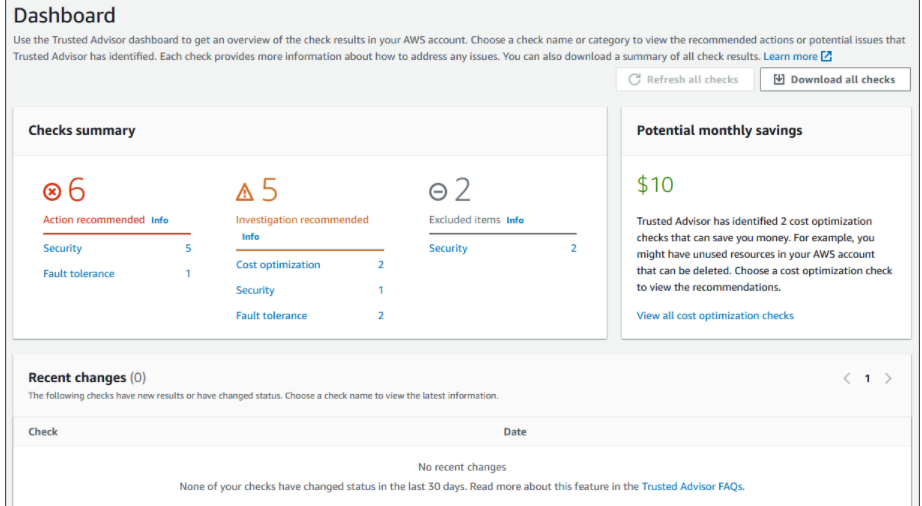 Dashboard
Use the Trusted Advisor dashboard to get an overview of the check results in your AWS account. Choose a check name or category to view the recommended actions or potential issues that
Trusted Advisor has identified. Each check provides more information about how to address any issues. You can also download a summary of all check results. Learn more
Refresh all checks
Download all checks
Checks summary
6
Action recommended Info
Security 5
Fault tolerance 1
5
Investigation recommended
Info
Cost optimization 2
Security 1
Fault tolerance 2
2
Excluded items Info
Security 2
Potential monthly savings
$10
Trusted Advisor has identified 2 cost optimization
checks that can save you money. For example, you
might have unused resources in your AWS account
that can be deleted. Choose a cost optimization check
to view the recommendations.
View all cost optimization checks
Recent changes (0)
< 1 >
The following checks have new results or have changed status. Choose a check name to view the latest information.
Check Date
No recent changes
None of your checks have changed status in the last 30 days. Read more about this feature in the Trusted Advisor FAQs.